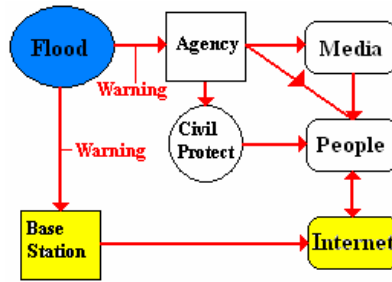 Flood
Agency
Media
Warning
Civil
Protect
People
Warning
Base
Station
Internet